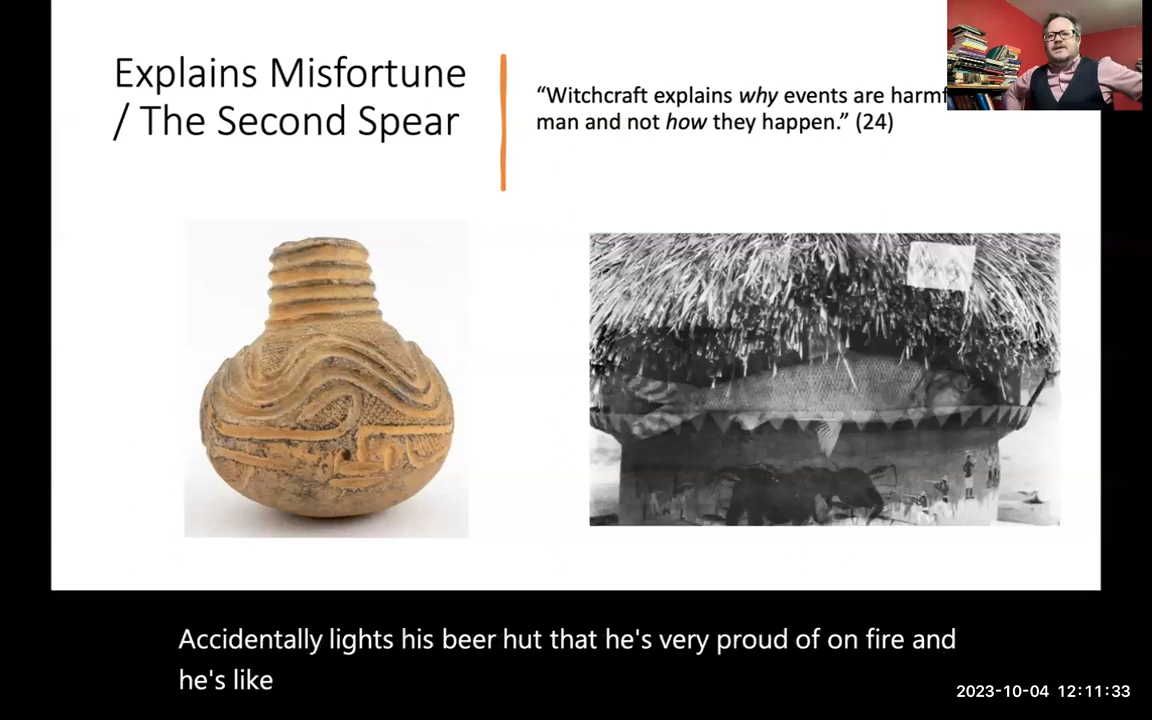 Explains Misfortune
/ The Second Spear
“Witchcraft explains why events are
man and not how they happen.” (24)
Accidentally lights his beer hut that he's very proud of on fire and
he's like
2023-10-04 12:11:33